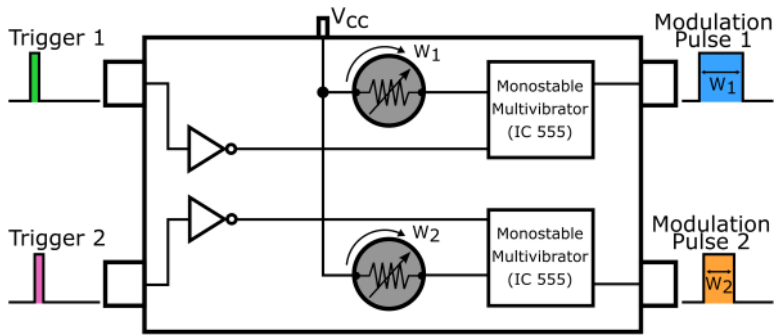 Trigger 1
VCC
W1
Monostable
Multivibrator
(IC 555)
Modulation
Pulse 1
W1
Trigger 2
W2
Monostable
Multivibrator
(IC 555)
Modulation
Pulse 2
W2